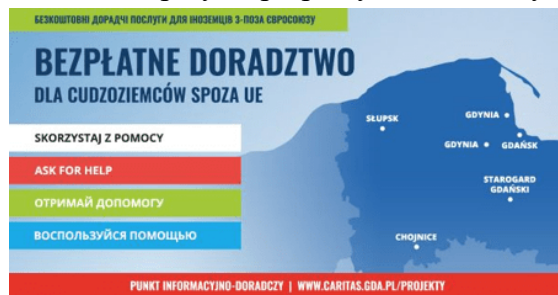 БЕЗКОШТОВНІ ДОРАДЧІ ПОСЛУГИ ДЛЯ ІНОЗЕМЦІВ З-ПОЗА ЄВРОСОЮЗУ
BEZPŁATNE DORADZTWO
DLA CUDZOZIEMCÓW SPOZA UE
SKORZYSTAJ Z POMOCY
ASK FOR HELP
ОТРИМАЙ ДОПОМОГУ
ВОСПОЛЬЗУЙСЯ ПОМОЩЬЮ
SŁUPSK
GDYNIA
GDYNIA
GDAŃSK
STAROGARD
GDAŃSKI
CHOJNICE
PUNKT INFORMACYJNO-DORADCZY | WWW.CARITAS.GDA.PL/PROJEKTY